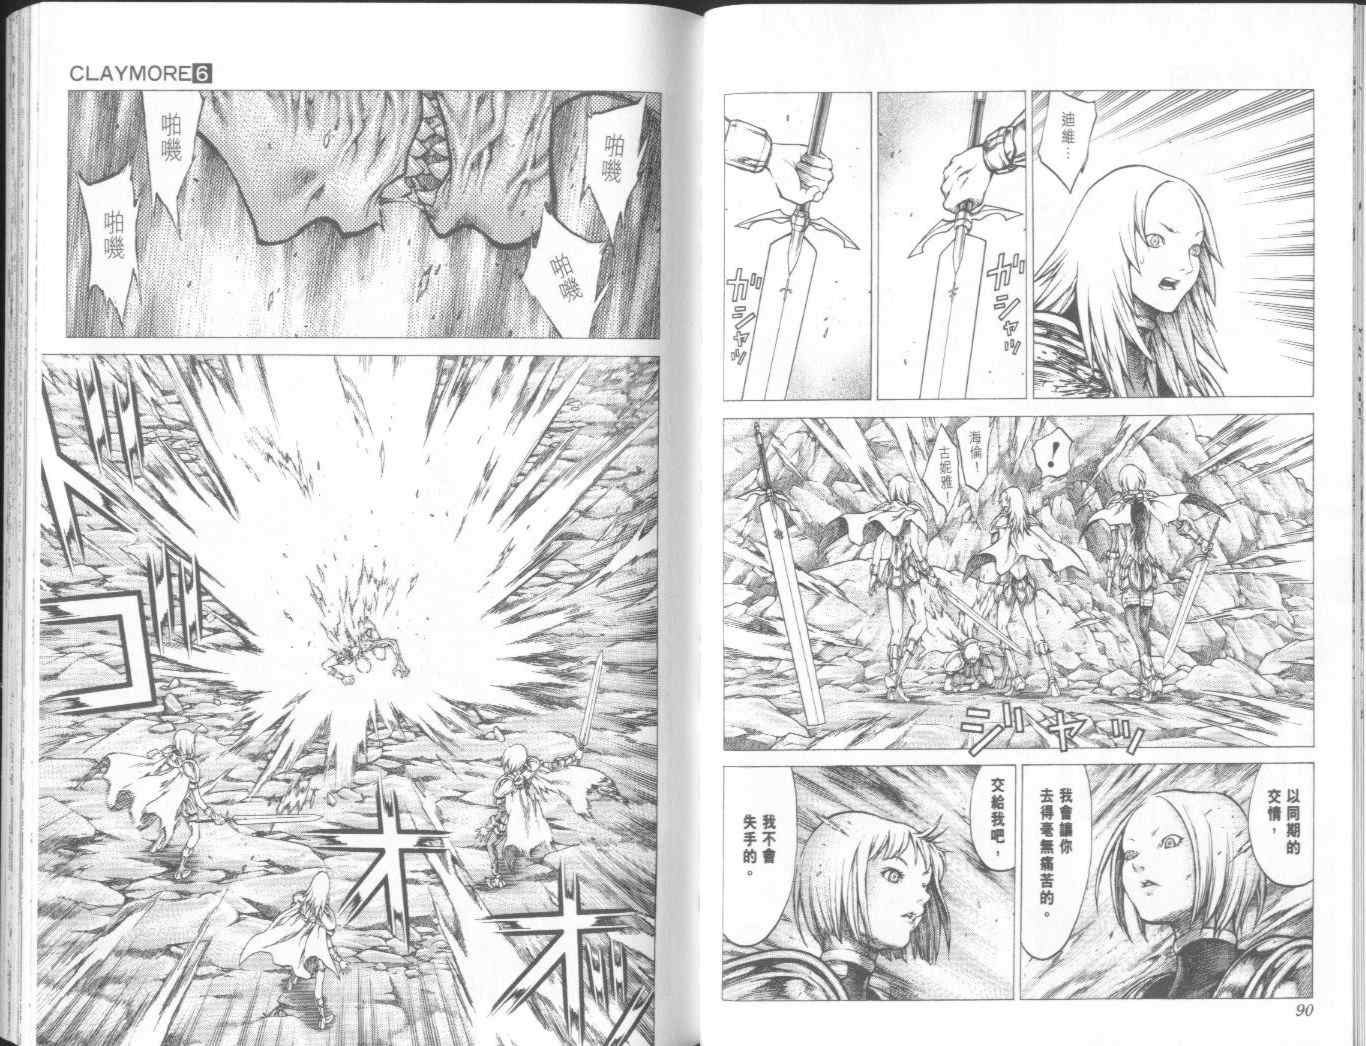 迪維…
ガシャッ
ガシャッ
！
海倫！
古妮雅！
ジャッ
以同期的
交情，
我會讓你
去得毫無痛苦的。
交給我吧，
我不會
失手的。
90
CLAYMORE 6
啪嘰
啪嘰
啪嘰
啪嘰
ゴ
オ
オ